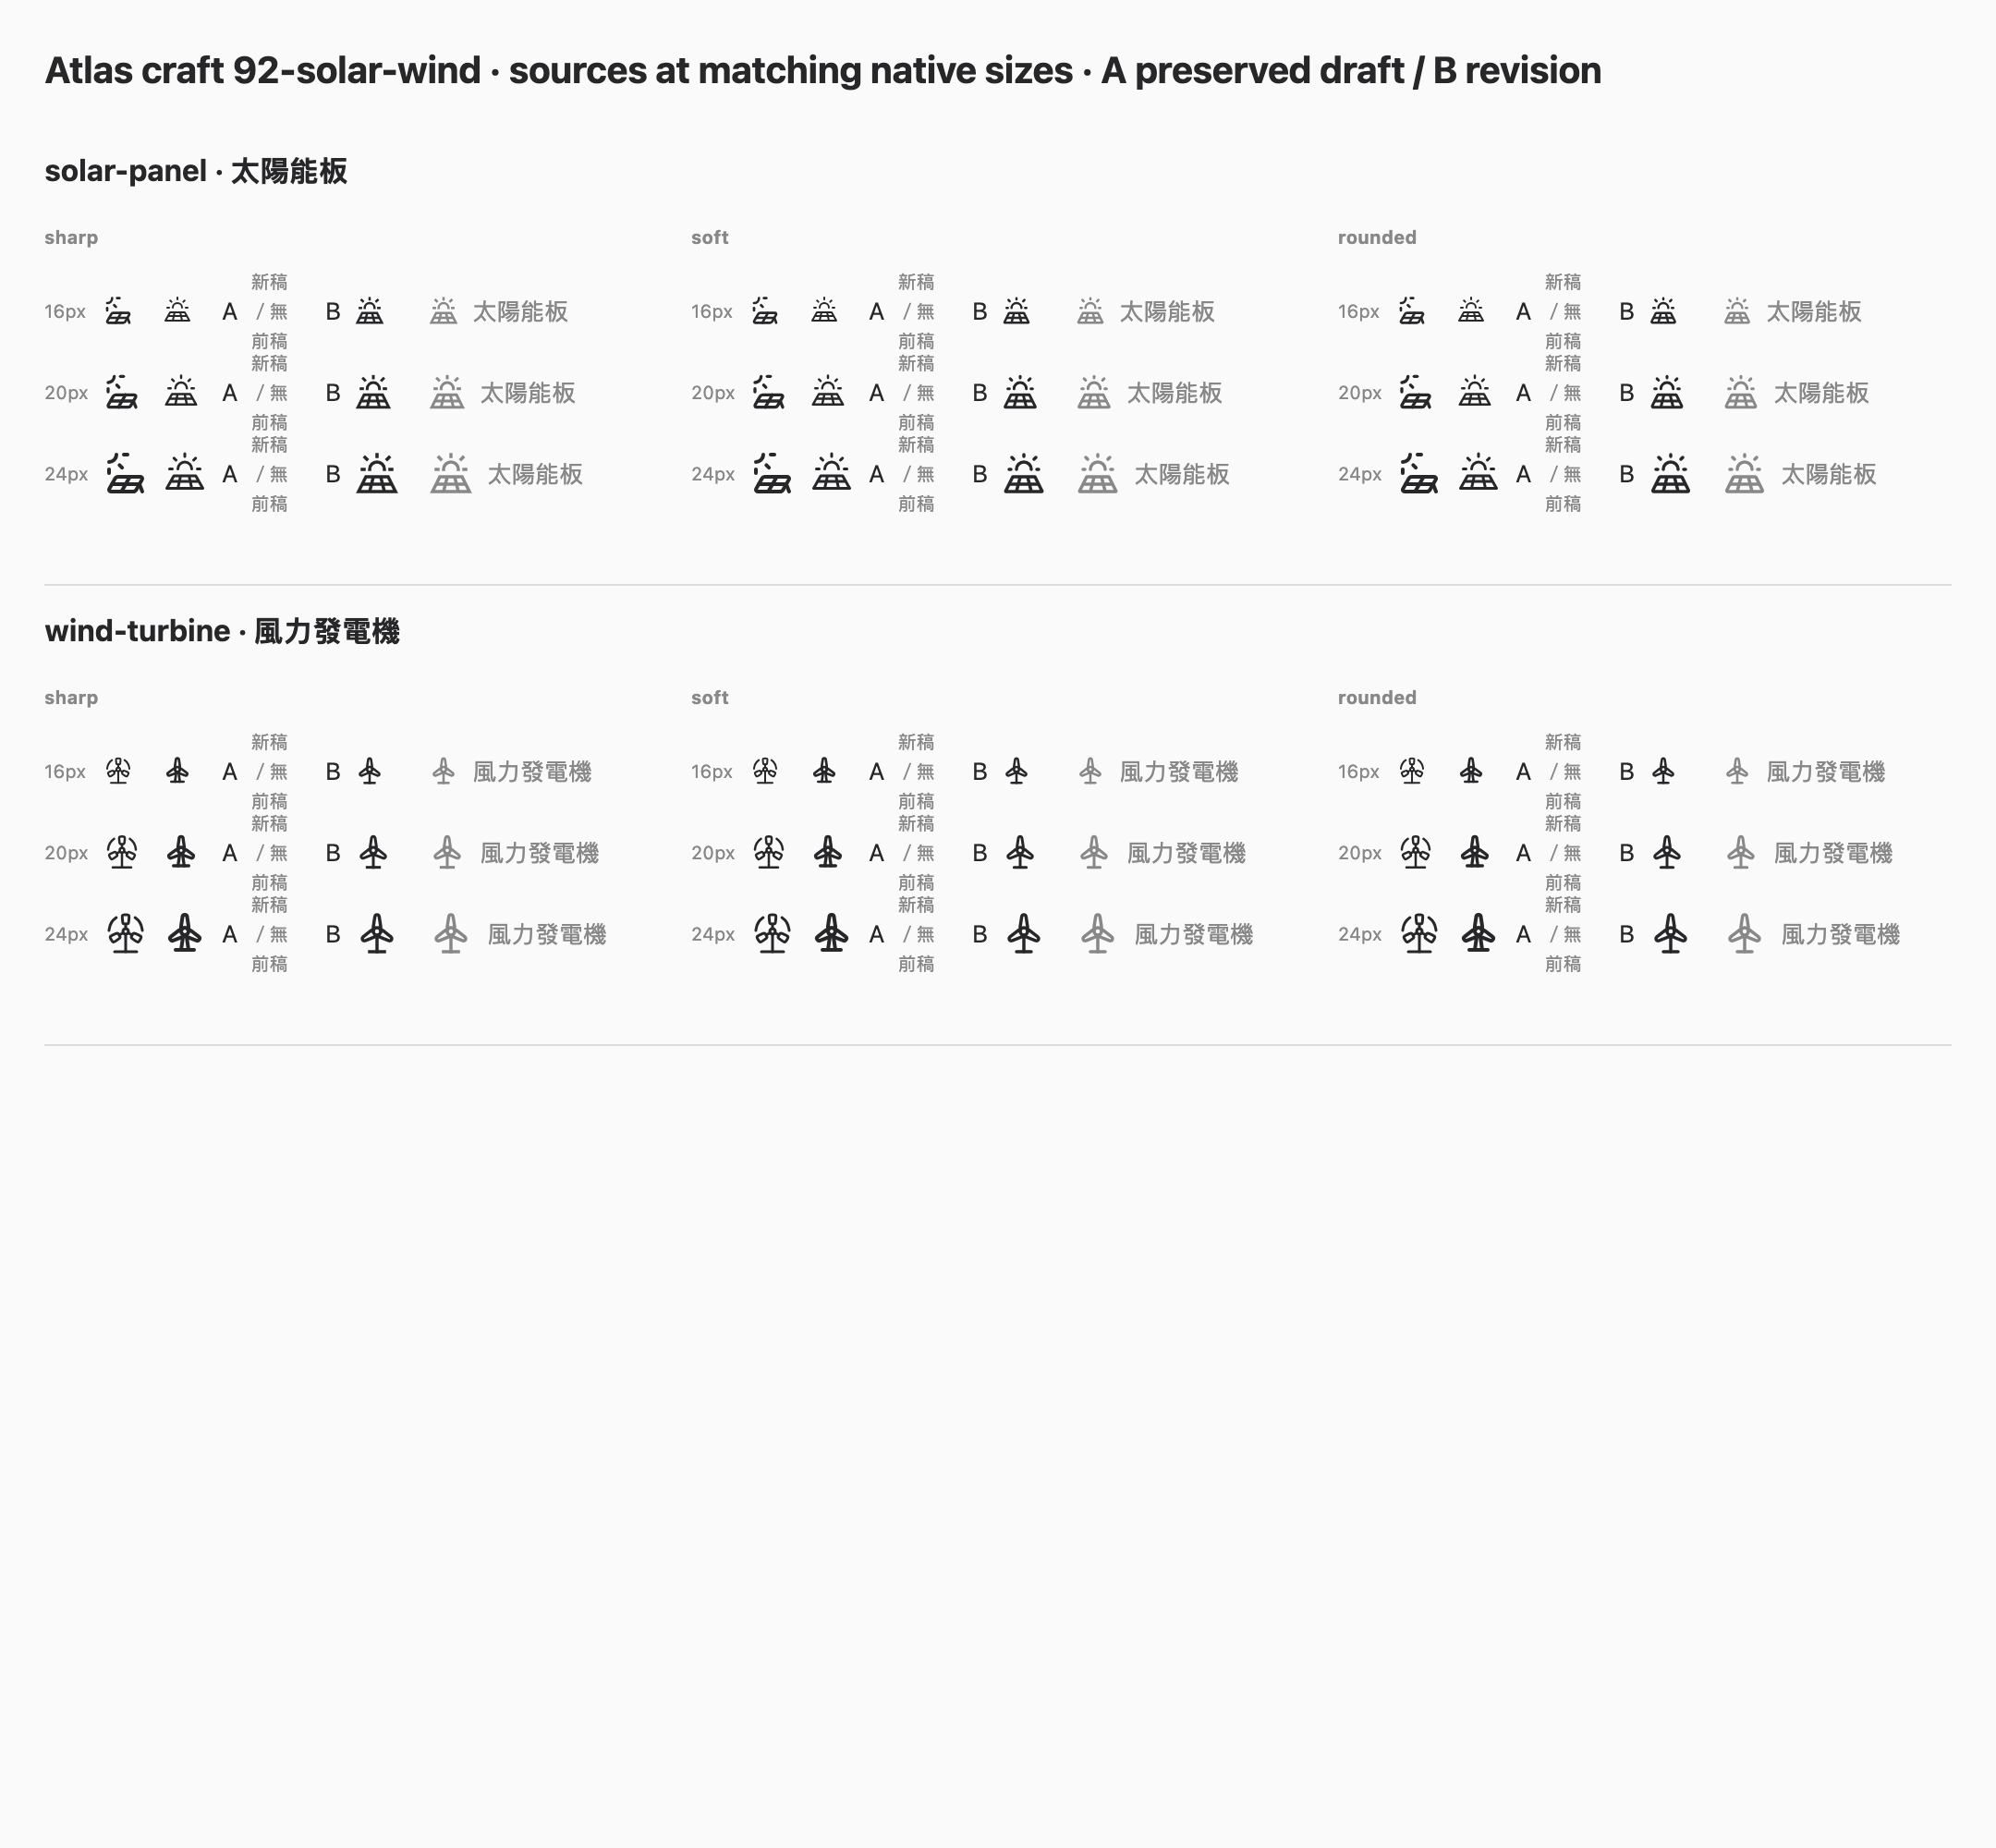 Atlas craft 92-solar-wind · sources at matching native sizes · A preserved draft / B revision
solar-panel · 太陽能板
sharp
16px A 新稿 / 無前稿 B 太陽能板
20px A 新稿 / 無前稿 B 太陽能板
24px A 新稿 / 無前稿 B 太陽能板
soft
16px A 新稿 / 無前稿 B 太陽能板
20px A 新稿 / 無前稿 B 太陽能板
24px A 新稿 / 無前稿 B 太陽能板
rounded
16px A 新稿 / 無前稿 B 太陽能板
20px A 新稿 / 無前稿 B 太陽能板
24px A 新稿 / 無前稿 B 太陽能板
wind-turbine · 風力發電機
sharp
16px A 新稿 / 無前稿 B 風力發電機
20px A 新稿 / 無前稿 B 風力發電機
24px A 新稿 / 無前稿 B 風力發電機
soft
16px A 新稿 / 無前稿 B 風力發電機
20px A 新稿 / 無前稿 B 風力發電機
24px A 新稿 / 無前稿 B 風力發電機
rounded
16px A 新稿 / 無前稿 B 風力發電機
20px A 新稿 / 無前稿 B 風力發電機
24px A 新稿 / 無前稿 B 風力發電機